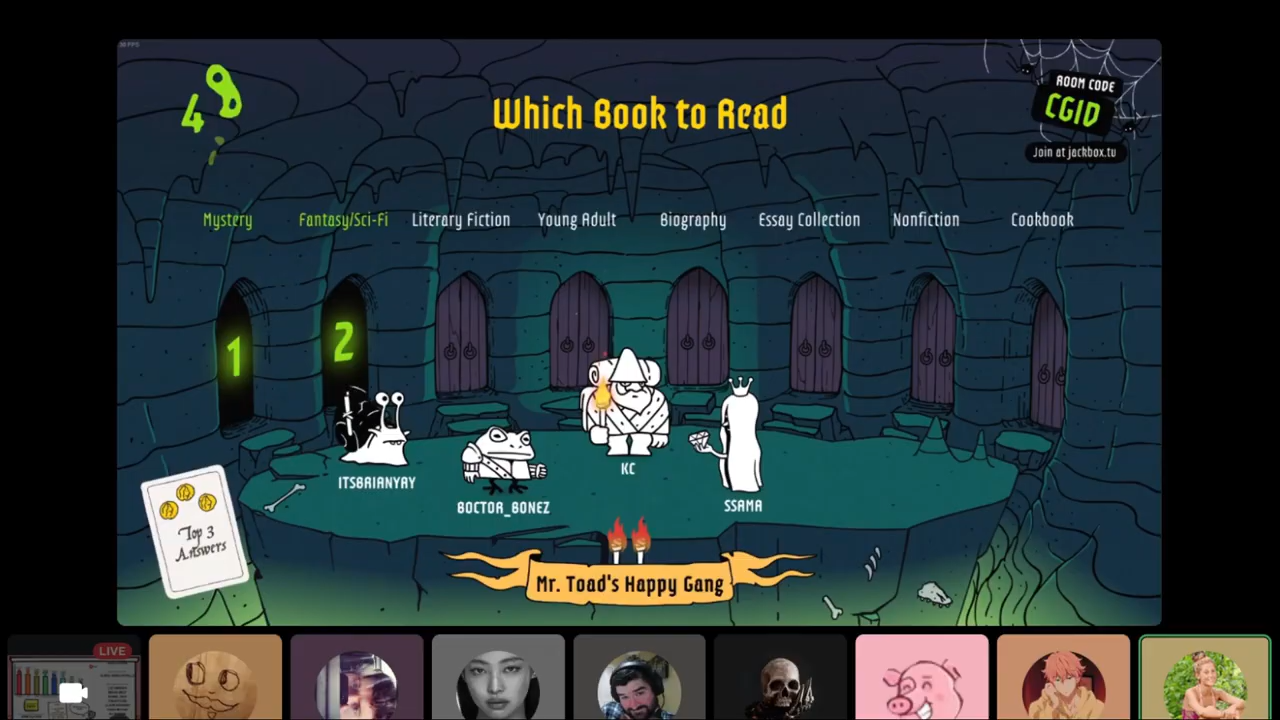 38 FPS
4
Which Book to Read
ROOM CODE
CGID
Join at jackbox.tv
Mystery
Fantasy/Sci-Fi
Literary Fiction
Young Adult
Biography
Essay Collection
Nonfiction
Cookbook
1
2
ITSBRIANYAY
BOCTOR_BONEZ
KC
SSAMA
Top 3
Answers
Mr. Toad's Happy Gang
LIVE